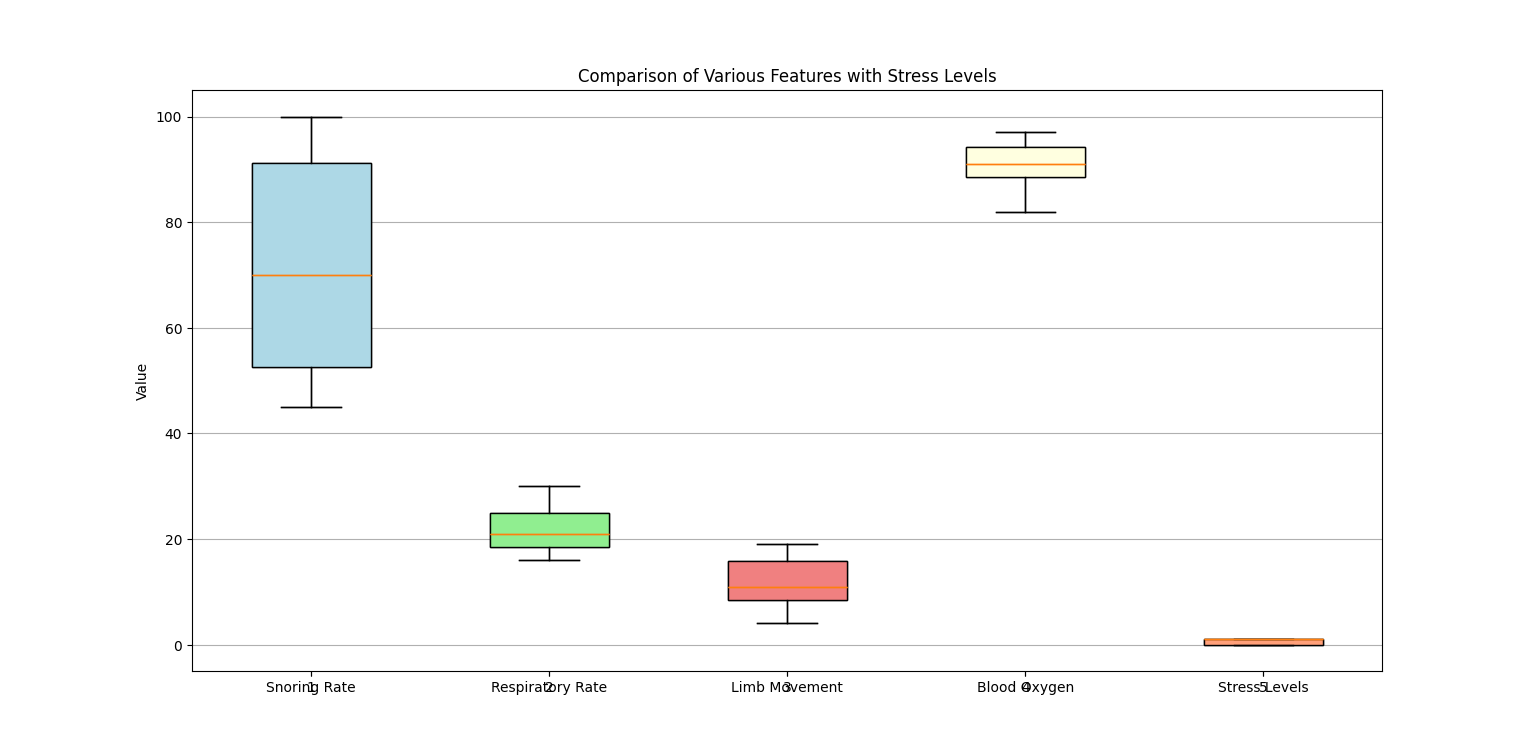 Comparison of Various Features with Stress Levels
100
80
60
40
20
0
Value
Snoring Rate
1
Respiratory Rate
2
Limb Movement
3
Blood Oxygen
4
Stress Levels
5